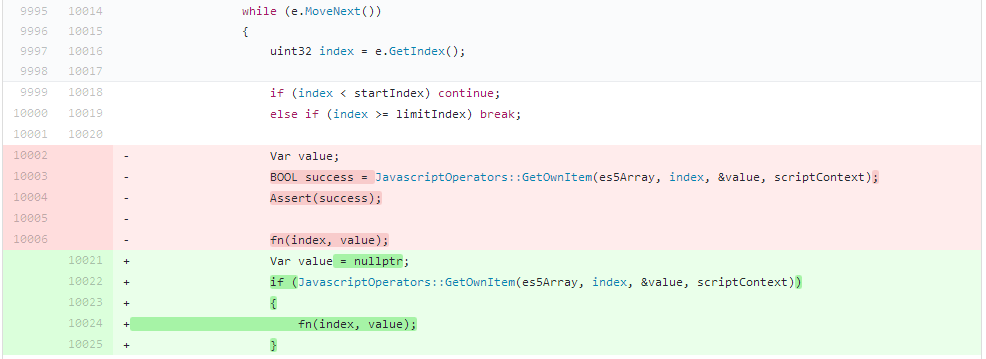 9995 10014 while (e.MoveNext())
9996 10015 {
9997 10016 uint32 index = e.GetIndex();
9998 10017
9999 10018 if (index < startIndex) continue;
10000 10019 else if (index >= limitIndex) break;
10001 10020
10002 - Var value;
10003 - BOOL success = JavascriptOperators::GetOwnItem(es5Array, index, &value, scriptContext);
10004 - Assert(success);
10005 -
10006 - fn(index, value);
10021 + Var value = nullptr;
10022 + if (JavascriptOperators::GetOwnItem(es5Array, index, &value, scriptContext))
10023 + {
10024 + fn(index, value);
10025 + }